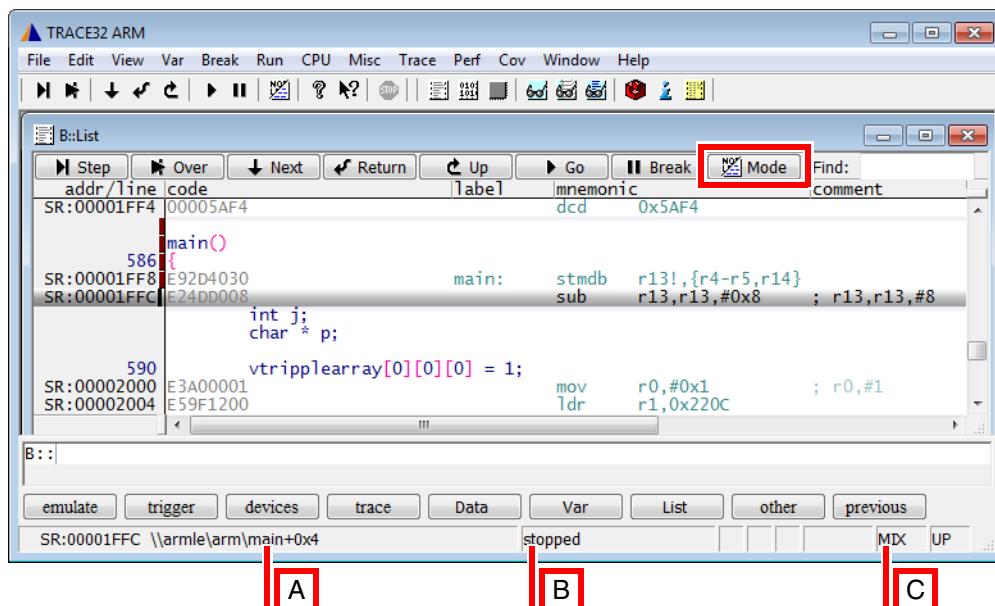 TRACE32 ARM
File Edit View Var Break Run CPU Misc Trace Perf Cov Window Help
B::List
Step Over Next Return Up Go Break Mode Find:
addr/line code label mnemonic comment
SR:00001FF4 00005AF4 dcd 0x5AF4
main()
586 {
SR:00001FF8 E92D4030 main: stmdb r13!,{r4-r5,r14}
SR:00001FFC E24DD008 sub r13,r13,#0x8 ; r13,r13,#8
int j;
char * p;
590 vtripplearray[0][0][0] = 1;
SR:00002000 E3A00001 mov r0,#0x1 ; r0,#1
SR:00002004 E59F1200 ldr r1,0x220C
B::
emulate trigger devices trace Data Var List other previous
SR:00001FFC \\armle\arm\main+0x4 stopped MIX UP
A B C